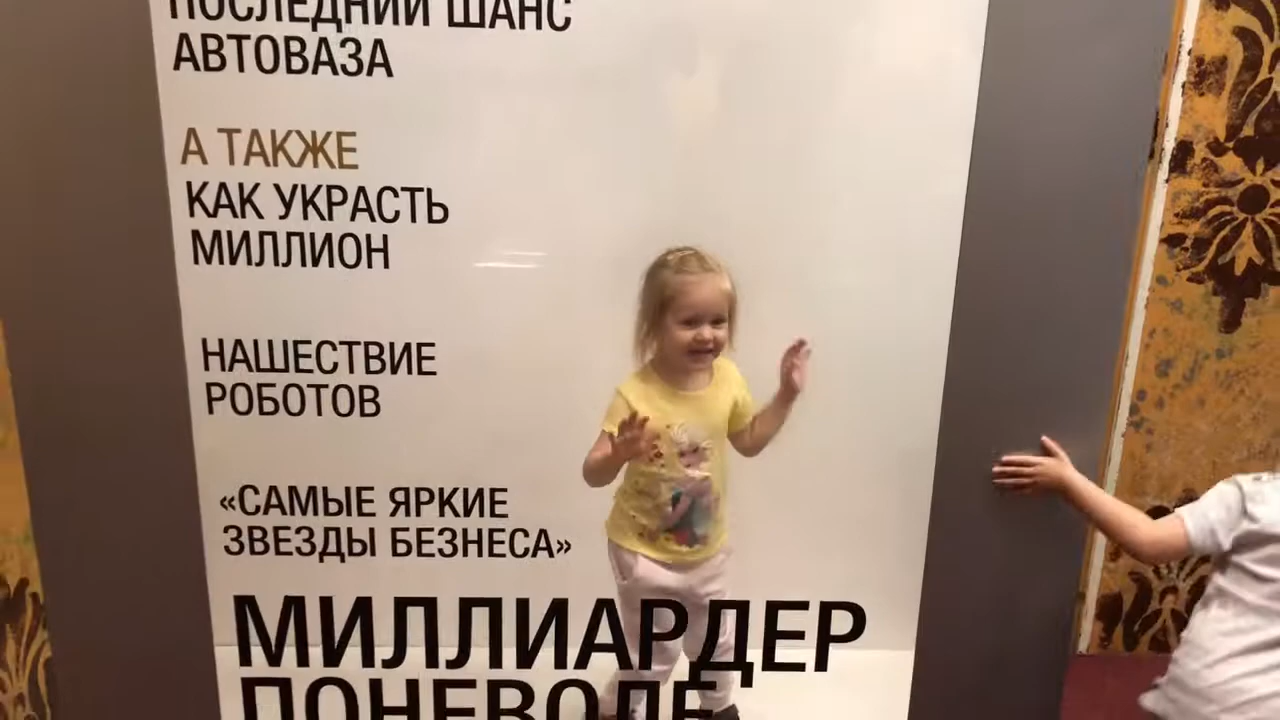 ПОСЛЕДНИЙ ШАНС
АВТОВАЗА
А ТАКЖЕ
КАК УКРАСТЬ
МИЛЛИОН
НАШЕСТВИЕ
РОБОТОВ
«САМЫЕ ЯРКИЕ
ЗВЕЗДЫ БЕЗНЕСА»
МИЛЛИАРДЕР
ПОНЕВОЛЕ